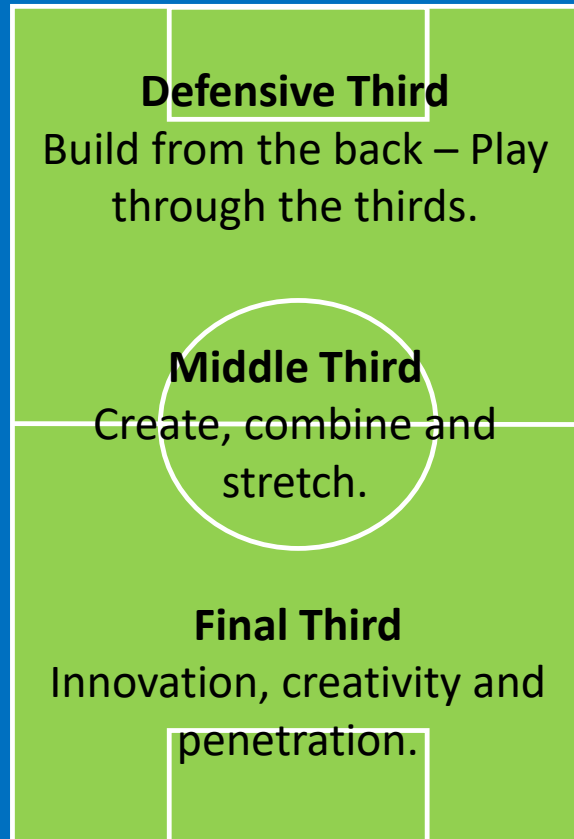 Defensive Third
Build from the back – Play
through the thirds.
Middle Third
Create, combine and
stretch.
Final Third
Innovation, creativity and
penetration.